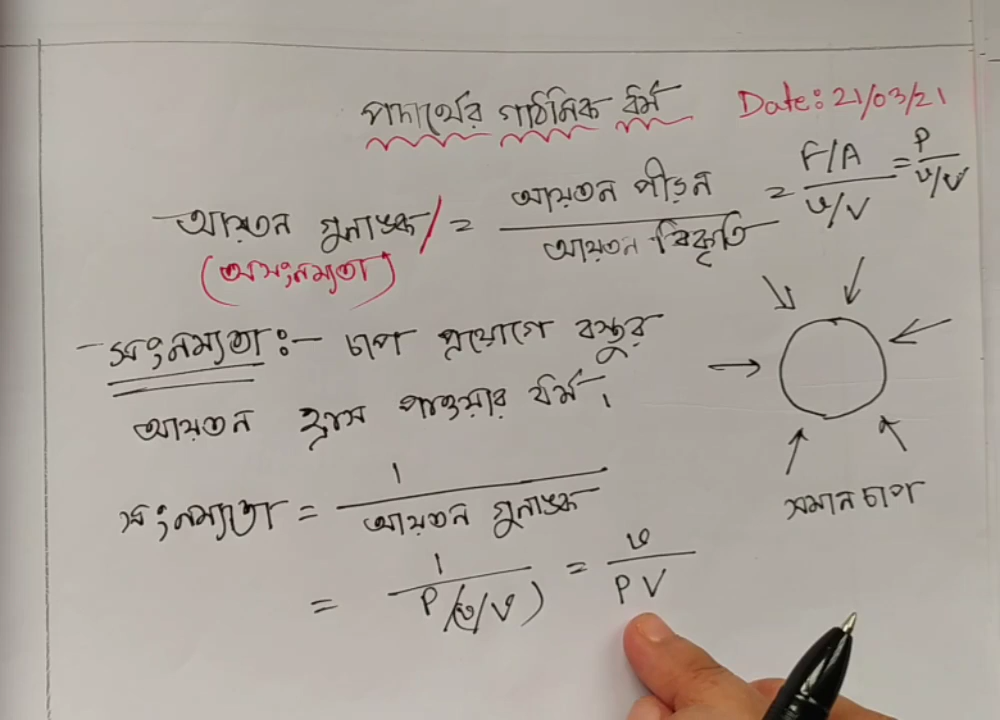 পদার্থের গাঠনিক ধর্ম Date: 21/03/21
আয়তন গুনাঙ্ক / = আয়তন পীড়ন / আয়তন বিকৃতি = F/A / v/V = P / v/V
(অসংনম্যতা)
সংনম্যতা :- চাপ প্রয়োগে বস্তুর
আয়তন হ্রাস পাওয়ার ধর্ম।
সংনম্যতা = 1 / আয়তন গুনাঙ্ক
সমান চাপ
= 1 / P/(v/V) = v / PV